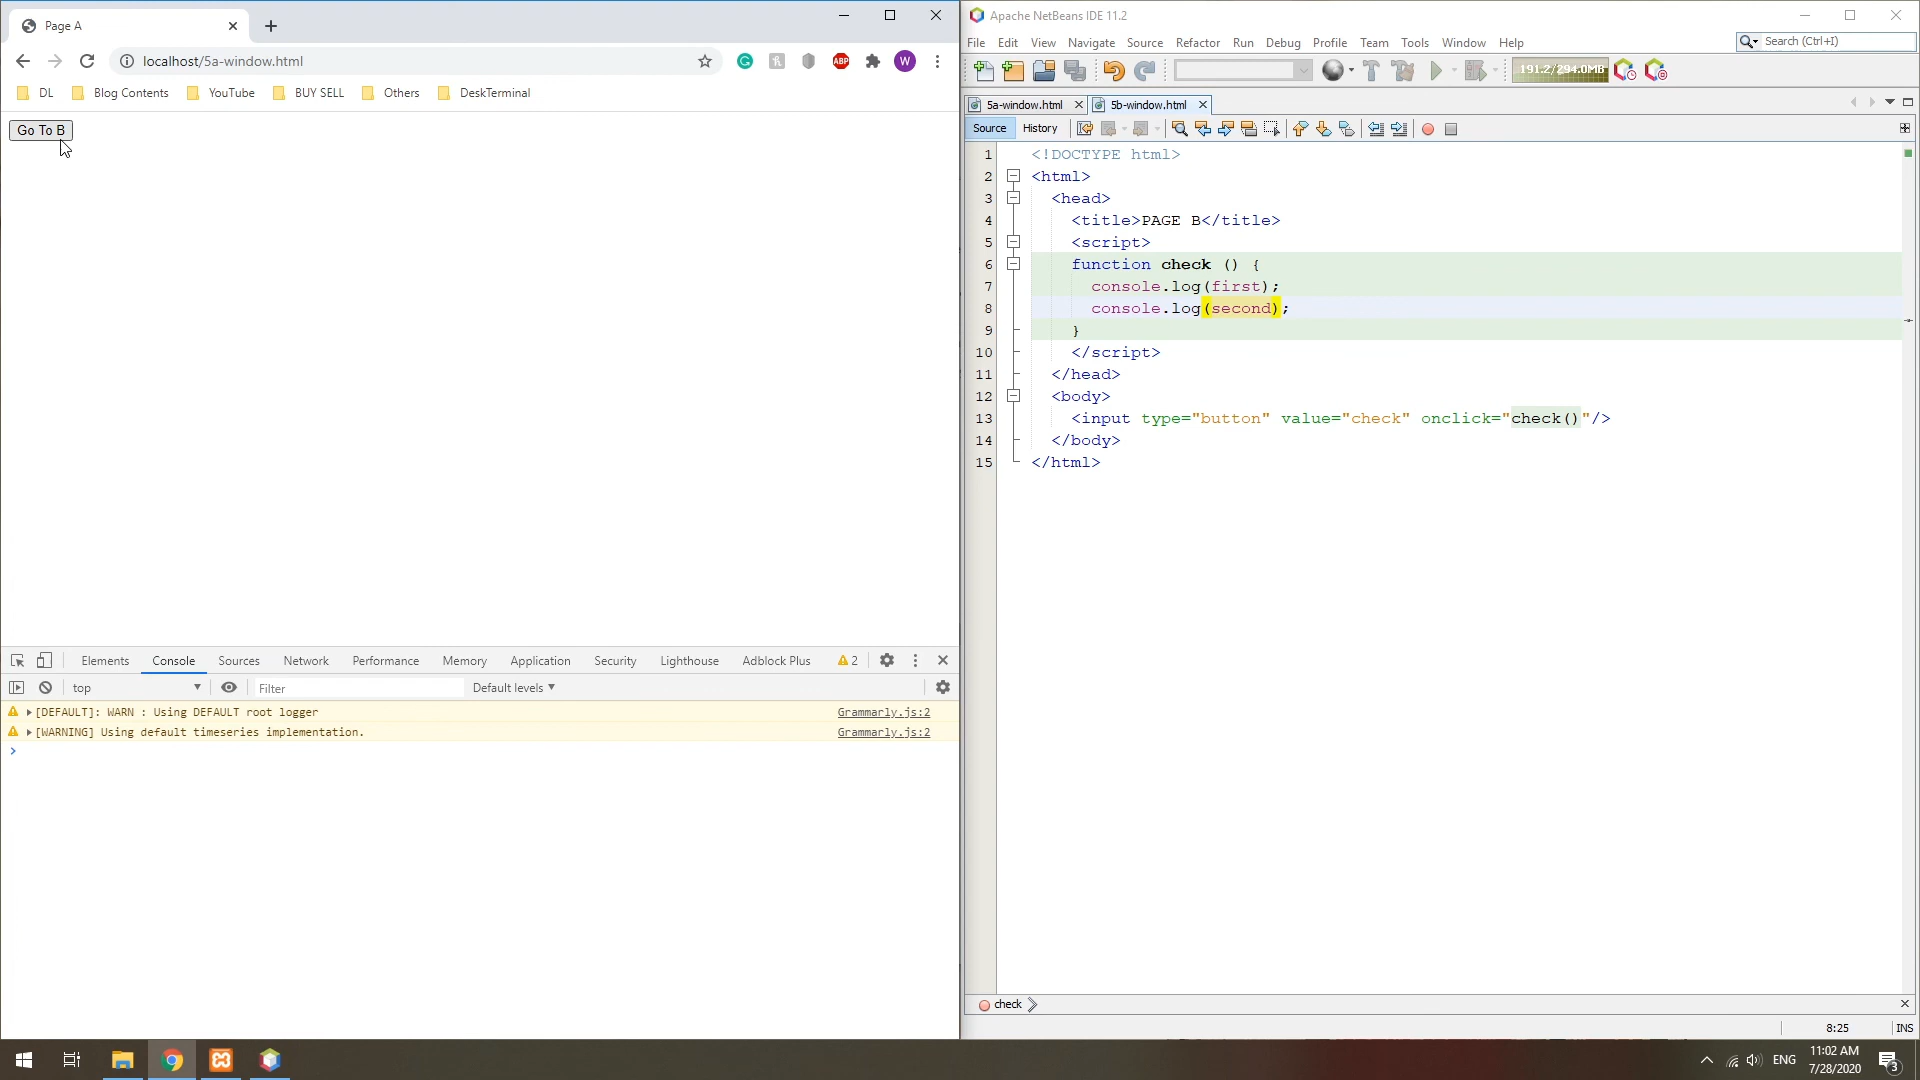 Page A
localhost/5a-window.html
ABP
W
DL
Blog Contents
YouTube
BUY SELL
Others
DeskTerminal
Go To B
Elements
Console
Sources
Network
Performance
Memory
Application
Security
Lighthouse
Adblock Plus
2
top
Filter
Default levels
[DEFAULT]: WARN : Using DEFAULT root logger
Grammarly.js:2
[WARNING] Using default timeseries implementation.
Grammarly.js:2
>
Apache NetBeans IDE 11.2
File Edit View Navigate Source Refactor Run Debug Profile Team Tools Window Help
Search (Ctrl+I)
191.2/294.0MB
5a-window.html
5b-window.html
Source
History
1 <!DOCTYPE html>
2 <html>
3 <head>
4 <title>PAGE B</title>
5 <script>
6 function check () {
7 console.log(first);
8 console.log(second);
9 }
10 </script>
11 </head>
12 <body>
13 <input type="button" value="check" onclick="check()"/>
14 </body>
15 </html>
check
8:25
INS
ENG
11:02 AM
7/28/2020
3